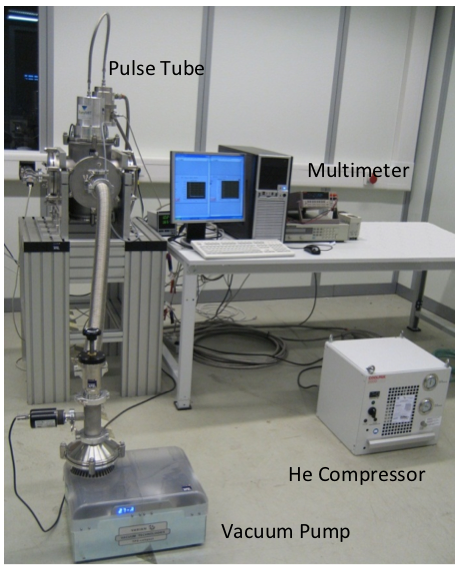 Pulse Tube
Multimeter
He Compressor
Vacuum Pump